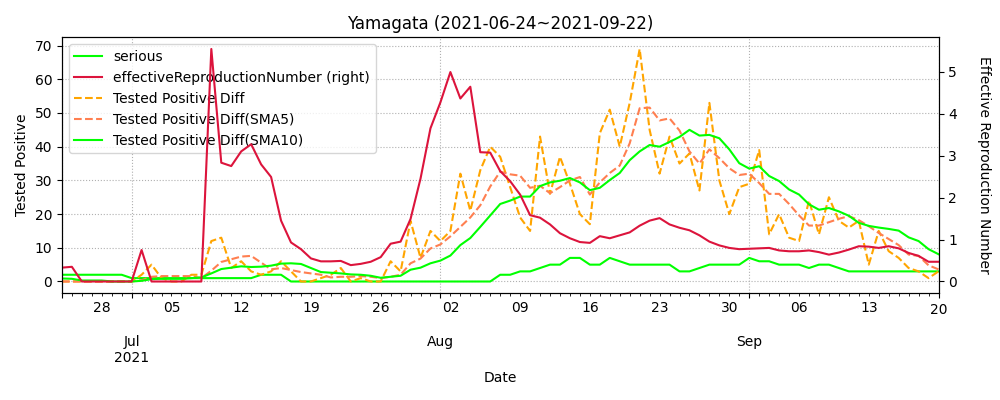 Yamagata (2021-06-24~2021-09-22)
serious
effectiveReproductionNumber (right)
Tested Positive Diff
Tested Positive Diff(SMA5)
Tested Positive Diff(SMA10)
Tested Positive
70
60
50
40
30
20
10
0
5
4
3
2
1
0
Effective Reproduction Number
28 05 12 19 26 02 09 16 23 30 06 13 20
Jul Aug Sep
2021
Date